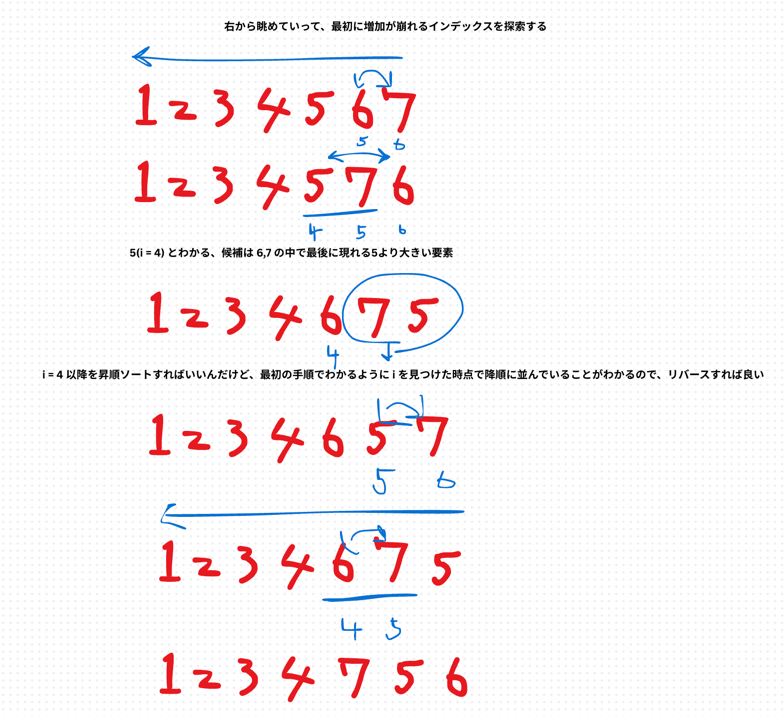 右から眺めていって、最初に増加が崩れるインデックスを探索する
1 2 3 4 5 6 7
5 6
1 2 3 4 5 7 6
4 5 6
5(i = 4) とわかる、候補は 6,7 の中で最後に現れる5より大きい要素
1 2 3 4 6 7 5
4
i = 4 以降を昇順ソートすればいいんだけど、最初の手順でわかるように i を見つけた時点で降順に並んでいることがわかるので、リバースすれば良い
1 2 3 4 6 5 7
5 6
1 2 3 4 6 7 5
4 5
1 2 3 4 7 5 6